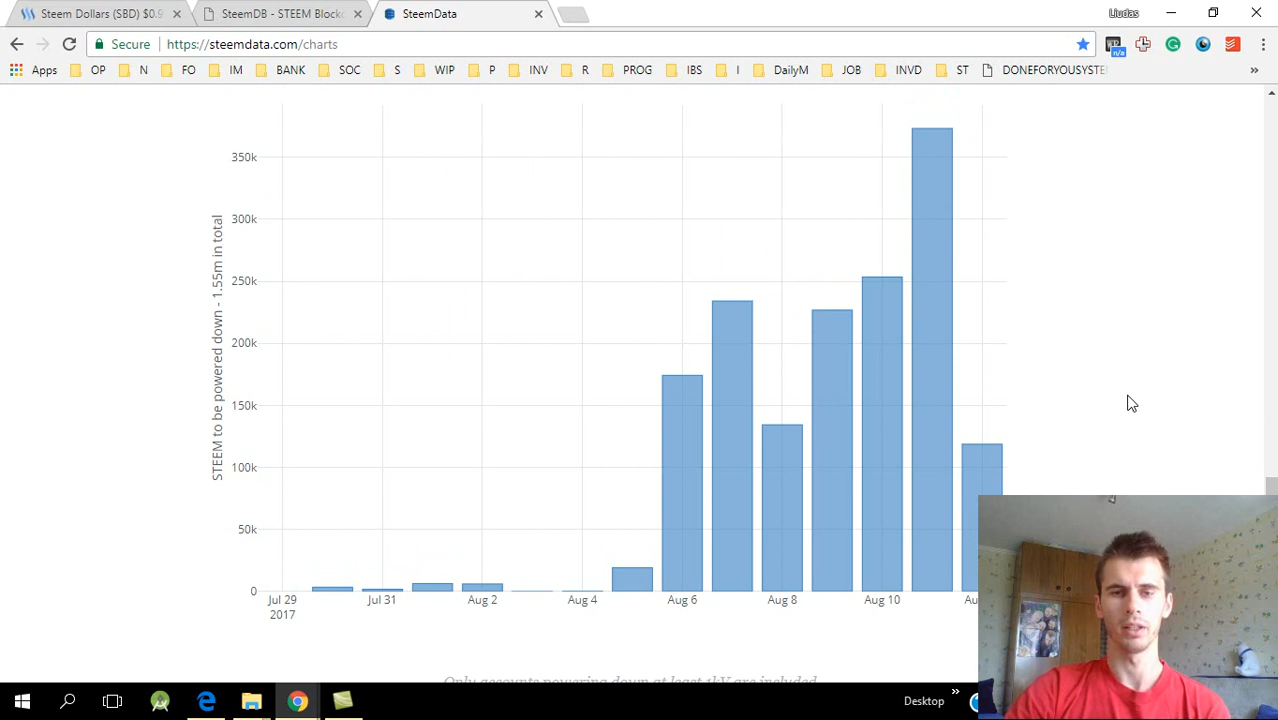 Steem Dollars (SBD) $0.9
SteemDB - STEEM Blockc
SteemData
Liudas
Secure
https://steemdata.com/charts
n/a
Apps
OP
N
FO
IM
BANK
SOC
S
WIP
P
INV
R
PROG
IBS
I
DailyM
JOB
INVD
ST
DONEFORYOUSYSTE
»
STEEM to be powered down - 1.55m in total
350k
300k
250k
200k
150k
100k
50k
0
Jul 29
2017
Jul 31
Aug 2
Aug 4
Aug 6
Aug 8
Aug 10
Au
Only accounts powering down at least 1kV are included
Desktop
»